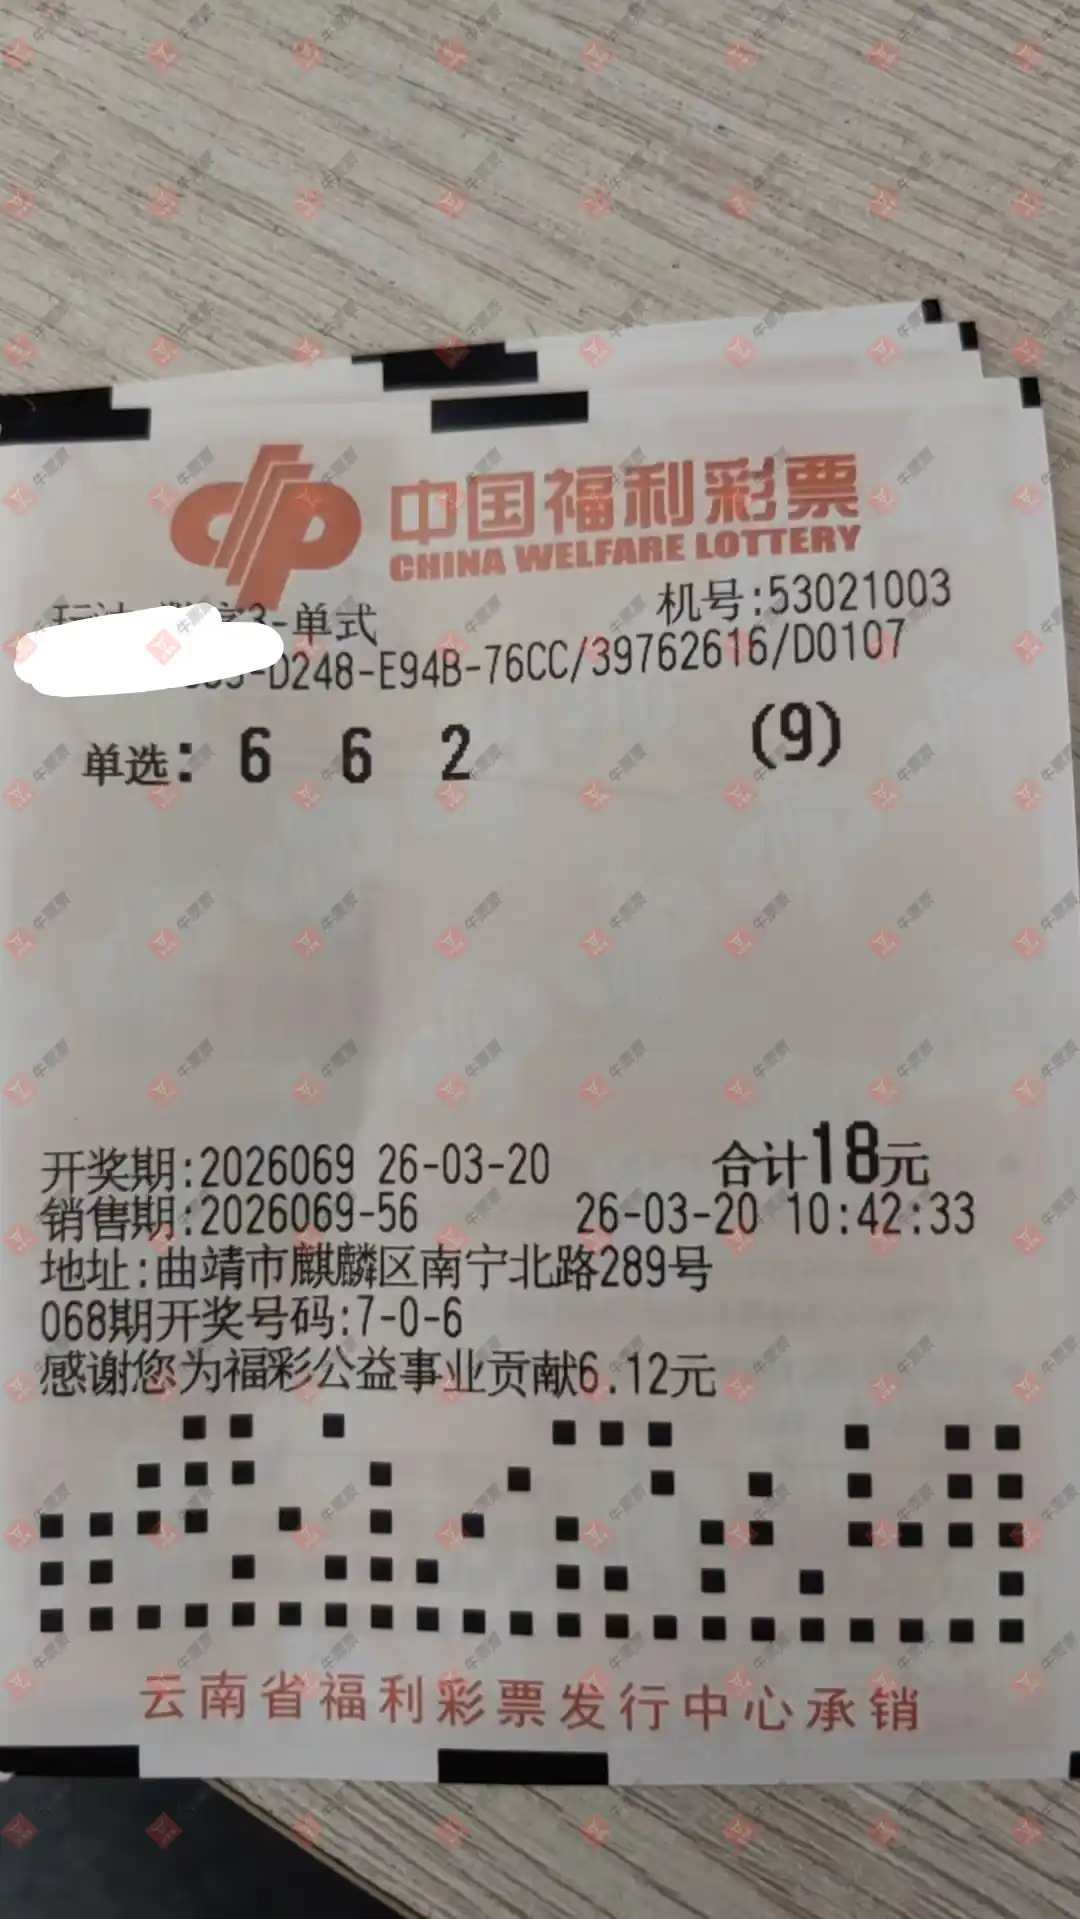 中国福利彩票
CHINA WELFARE LOTTERY
3-单式
机号:53021003
-D248-E94B-76CC/39762616/D0107
单选: 6 6 2 (9)
开奖期:2026069 26-03-20
合计18元
销售期:2026069-56 26-03-20 10:42:33
地址:曲靖市麒麟区南宁北路289号
068期开奖号码:7-0-6
感谢您为福彩公益事业贡献6.12元
云南省福利彩票发行中心承销
牛票票